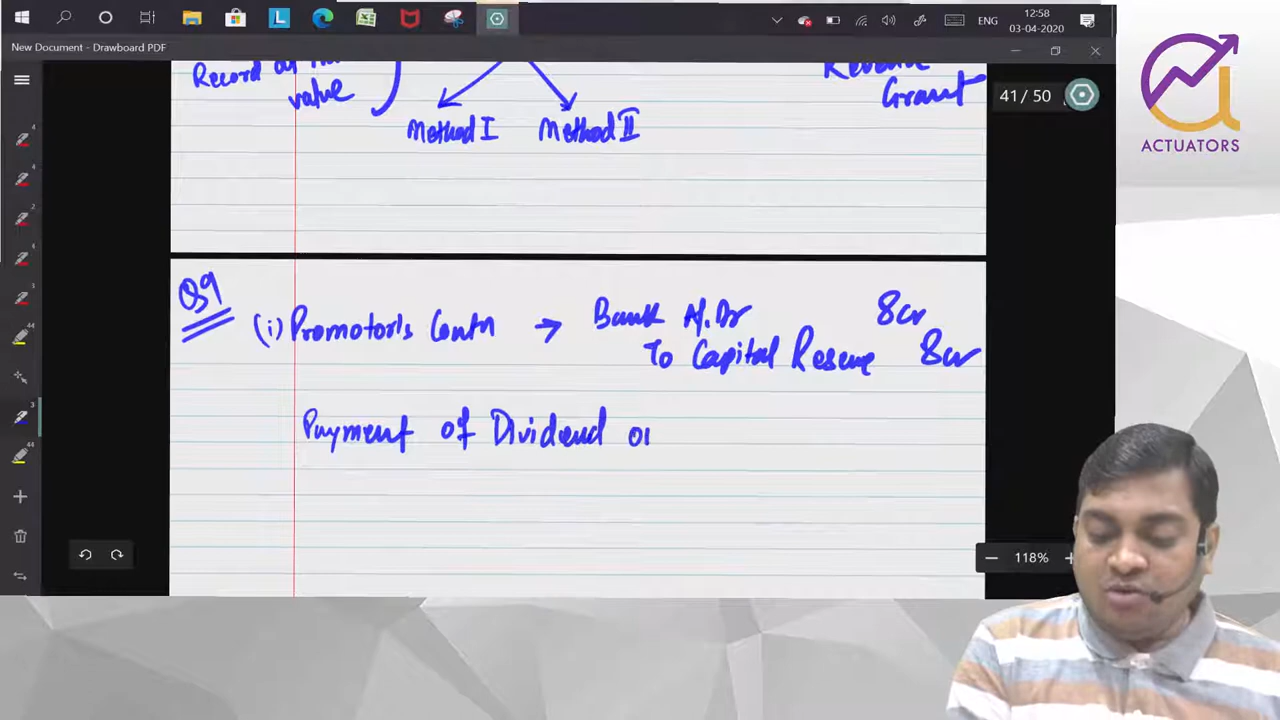 12:58
ENG
03-04-2020
New Document - Drawboard PDF
Record at
value
Grant
41 / 50
Method I Method II
ACTUATORS
Q9
(i) Promotor's Contn → Bank A/. Dr 8cr
To Capital Reserve 8cr
Payment of Dividend
118%